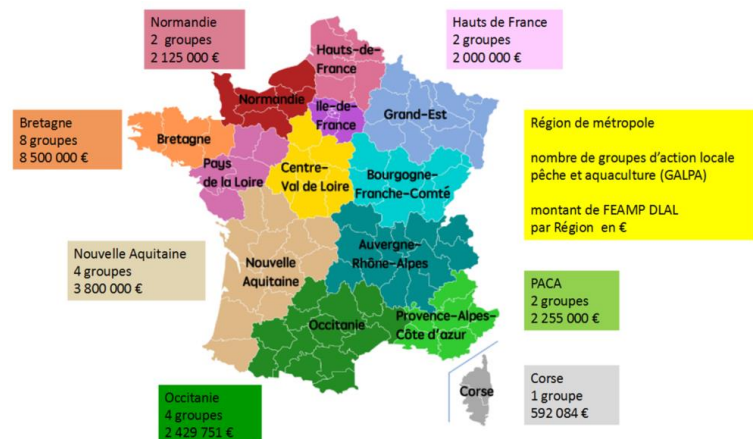 Normandie
2 groupes
2 125 000 €
Hauts de France
2 groupes
2 000 000 €
Hauts-de-
France
Normandie
Ile-de-
France
Grand-Est
Bretagne
8 groupes
8 500 000 €
Bretagne
Pays
de la Loire
Centre-
Val de Loire
Bourgogne-
Franche-Comté
Région de métropole
nombre de groupes d'action locale
pêche et aquaculture (GALPA)
montant de FEAMP DLAL
par Région en €
Nouvelle Aquitaine
4 groupes
3 800 000 €
Nouvelle
Aquitaine
Auvergne-
Rhône-Alpes
Occitanie
Provence-Alpes-
Côte d'azur
PACA
2 groupes
2 255 000 €
Occitanie
4 groupes
2 429 751 €
Corse
Corse
1 groupe
592 084 €